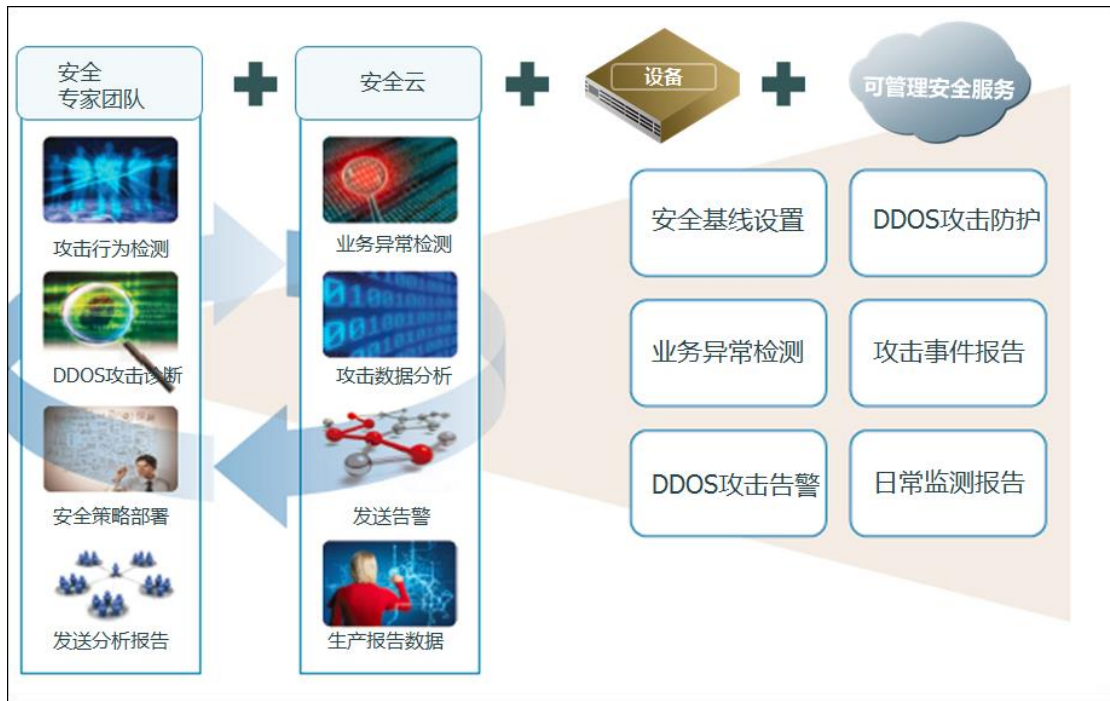 安全
专家团队
安全云
设备
可管理安全服务
攻击行为检测
DDOS攻击诊断
安全策略部署
发送分析报告
业务异常检测
攻击数据分析
发送告警
生产报告数据
安全基线设置
DDOS攻击防护
业务异常检测
攻击事件报告
DDOS攻击告警
日常监测报告